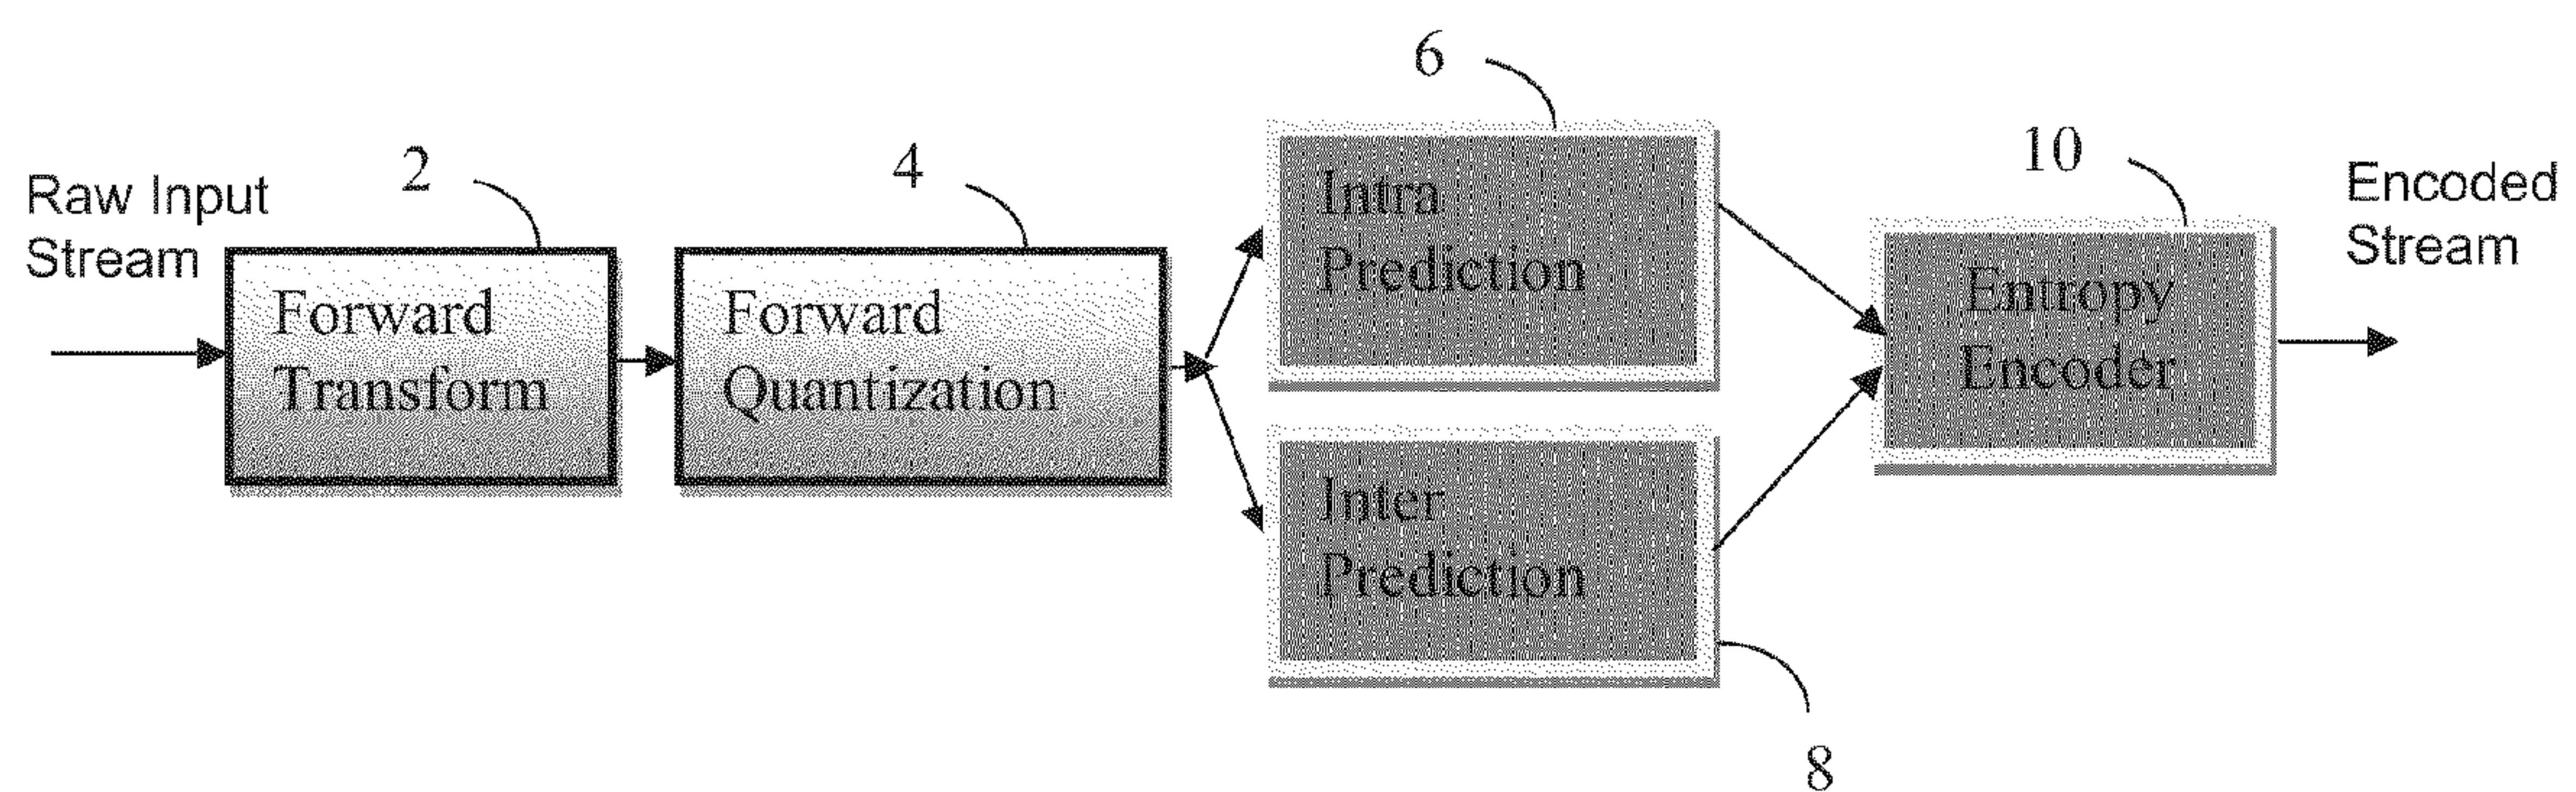 Raw Input
Stream
2
Forward
Transform
4
Forward
Quantization
6
Intra
Prediction
Inter
Prediction
8
10
Entropy
Encoder
Encoded
Stream